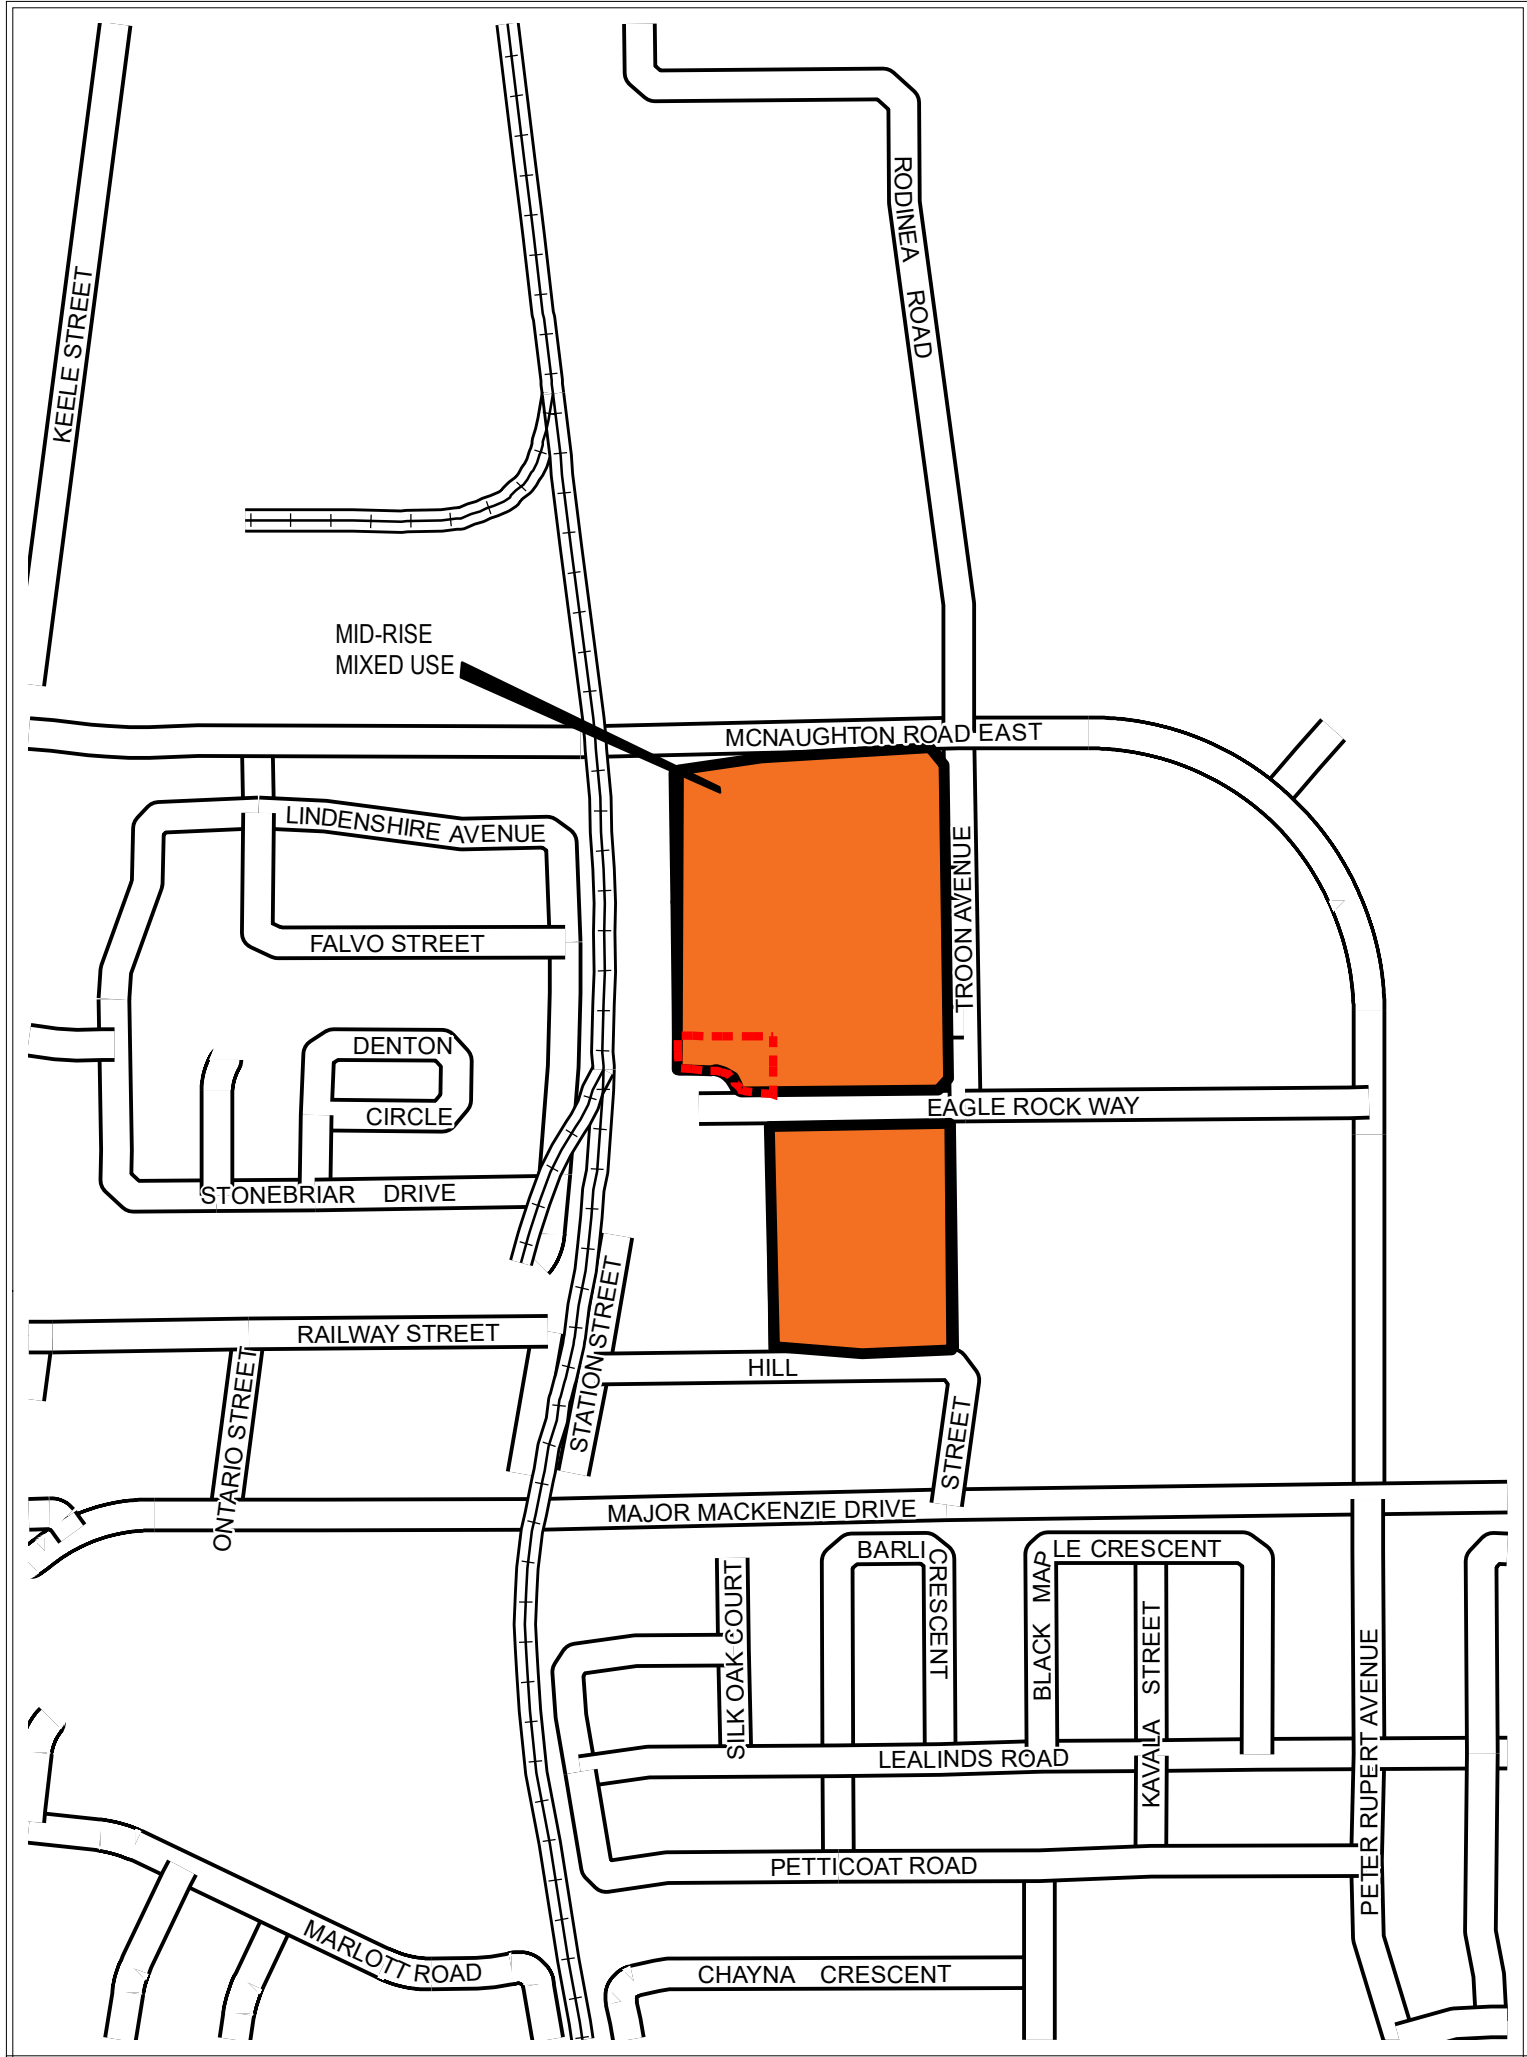 RODINEA ROAD
KEELE STREET
MID-RISE
MIXED USE
MCNAUGHTON ROAD EAST
LINDENSHIRE AVENUE
TROON AVENUE
FALVO STREET
DENTON
CIRCLE
EAGLE ROCK WAY
STONEBRIAR DRIVE
STATION STREET
RAILWAY STREET
ONTARIO STREET
HILL
STREET
MAJOR MACKENZIE DRIVE
BARLI
CRESCENT
BLACK MAP
LE CRESCENT
SILK OAK COURT
KAVALA STREET
PETER RUPERT AVENUE
LEALINDS ROAD
PETTICOAT ROAD
MARLOTT ROAD
CHAYNA CRESCENT